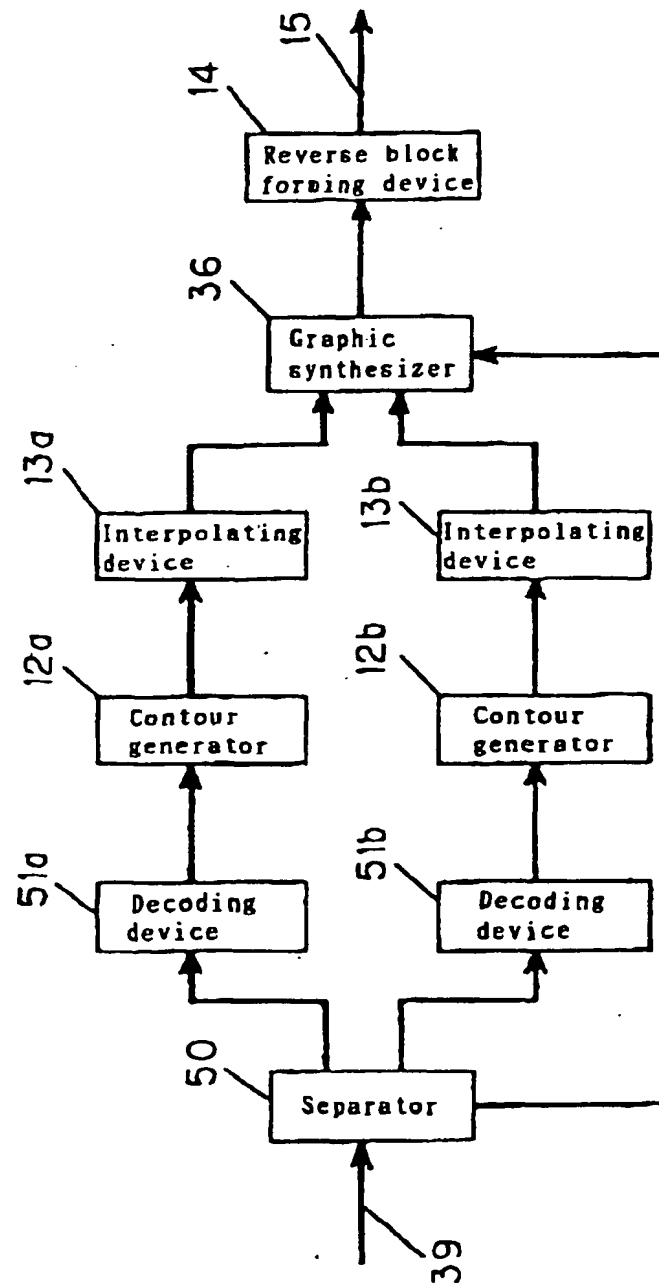 15
14
Reverse block
forming device
36
Graphic
synthesizer
13a
Interpolating
device
13b
Interpolating
device
12a
Contour
generator
12b
Contour
generator
51a
Decoding
device
51b
Decoding
device
50
Separator
39